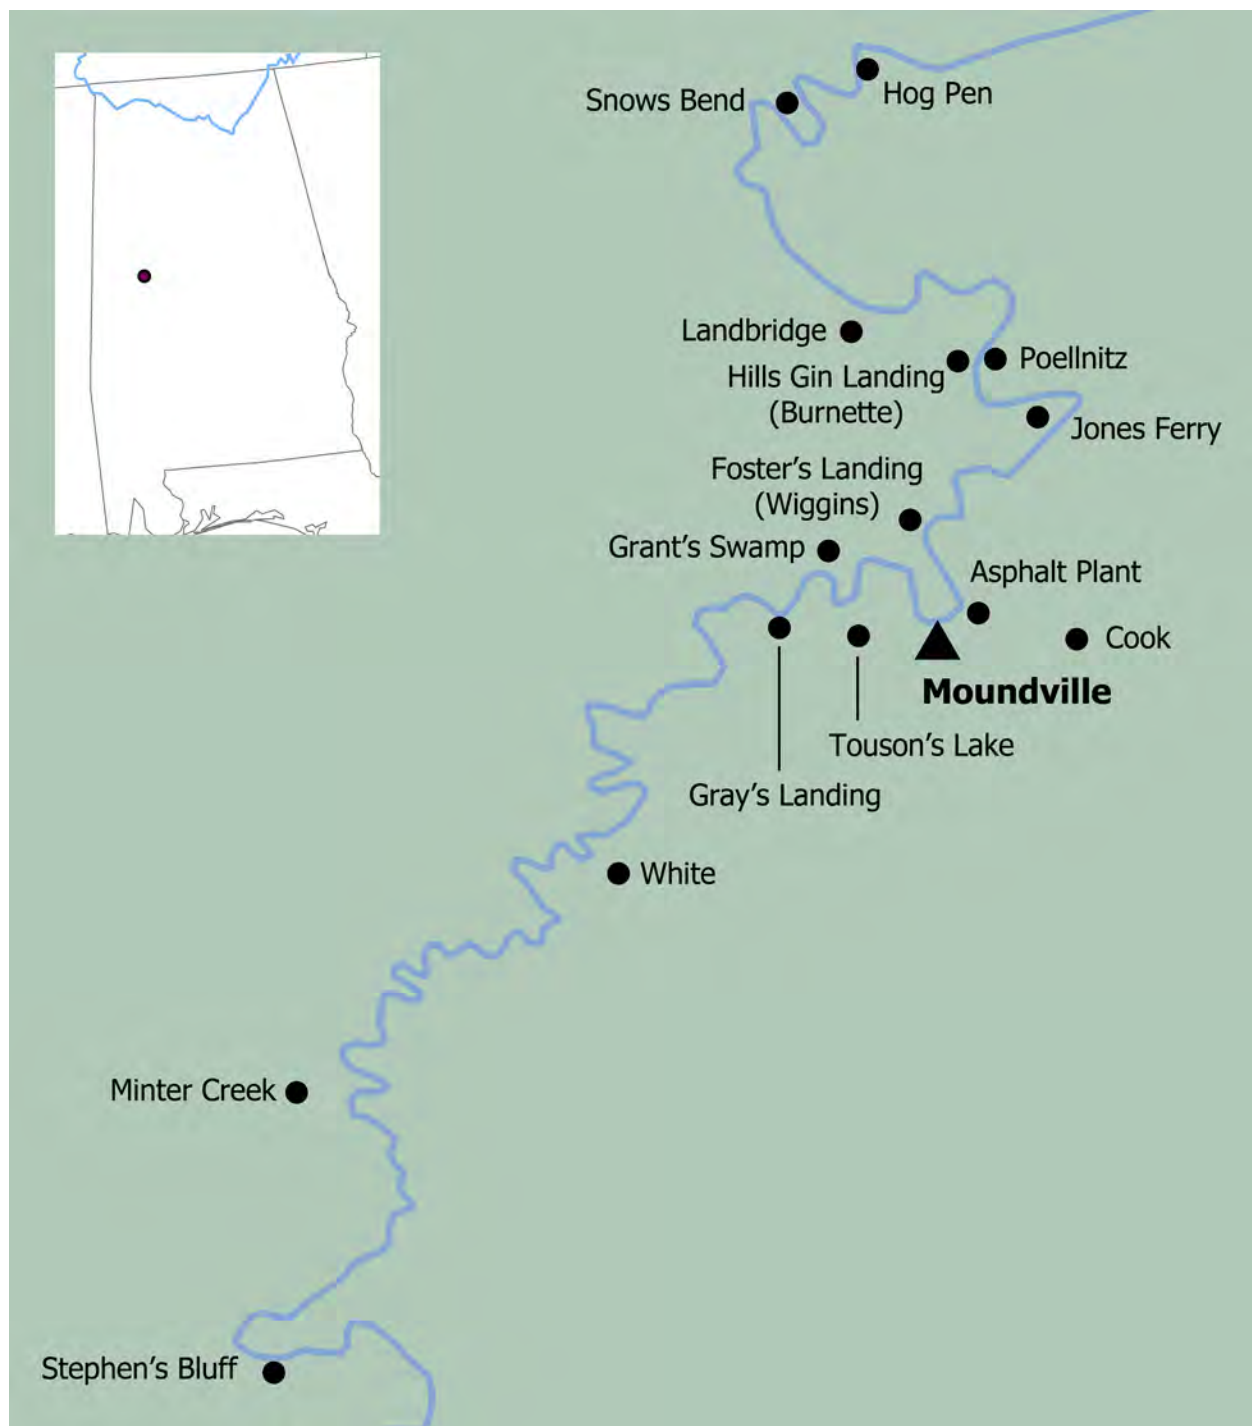 Hog Pen
Snows Bend
Landbridge
Poellnitz
Hills Gin Landing
(Burnette)
Jones Ferry
Foster's Landing
(Wiggins)
Grant's Swamp
Asphalt Plant
Cook
Moundville
Touson's Lake
Gray's Landing
White
Minter Creek
Stephen's Bluff